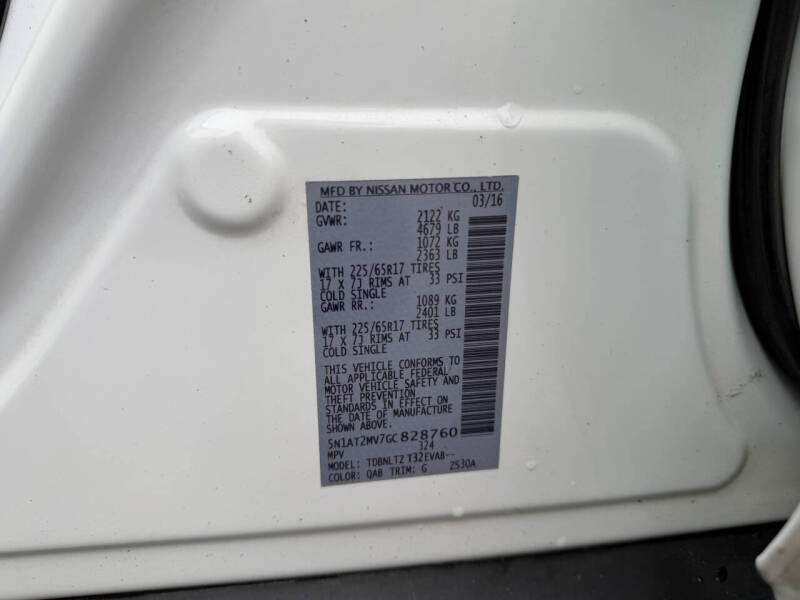 MFD BY NISSAN MOTOR CO., LTD.
DATE: 03/16
GVWR: 2122 KG
4679 LB
GAWR FR.: 1072 KG
2363 LB
WITH 225/65R17 TIRES
17 X 7J RIMS AT 33 PSI
COLD SINGLE
GAWR RR.: 1089 KG
2401 LB
WITH 225/65R17 TIRES
17 X 7J RIMS AT 33 PSI
COLD SINGLE
THIS VEHICLE CONFORMS TO
ALL APPLICABLE FEDERAL
MOTOR VEHICLE SAFETY AND
THEFT PREVENTION
STANDARDS IN EFFECT ON
THE DATE OF MANUFACTURE
SHOWN ABOVE.
5N1AT2MV7GC828760
MPV 324
MODEL: TDBNLTZ T32EVAB--
COLOR: QAB TRIM: G ZS30A